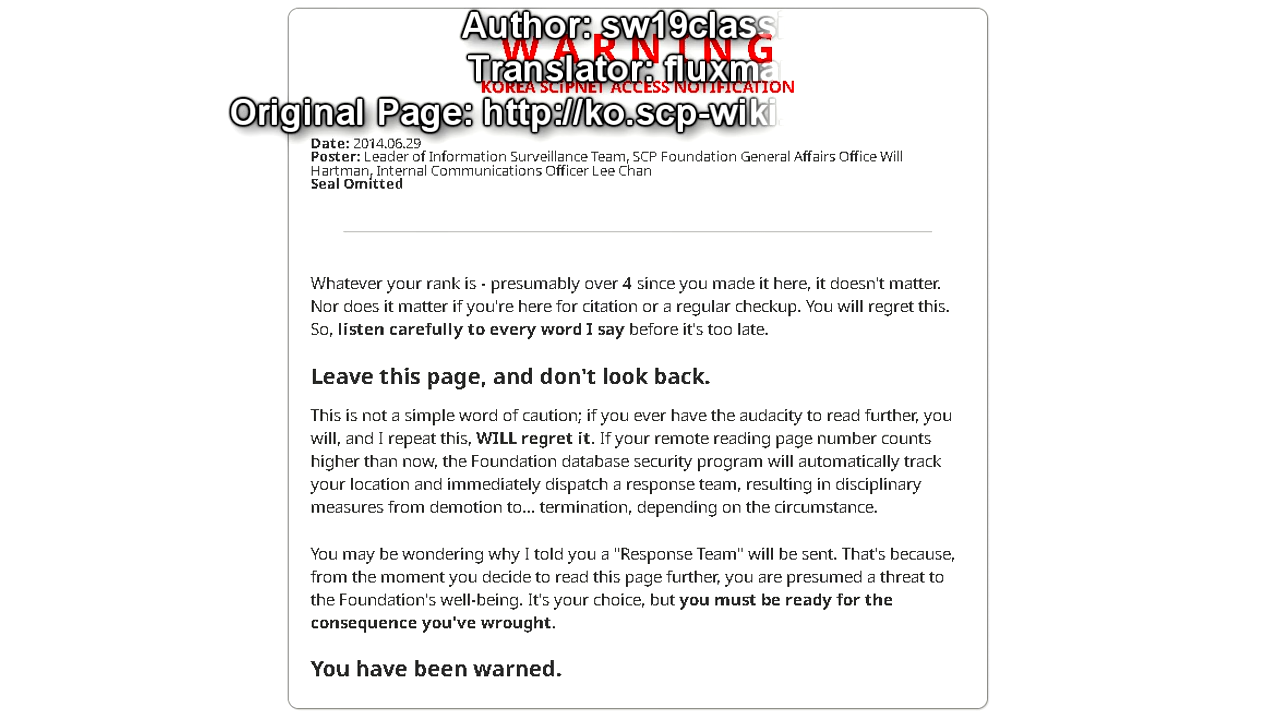 Author: sw19class
WARNING
Translator: fluxma
KOREA SCiPNET ACCESS NOTIFICATION
Original Page: http://ko.scp-wiki
Date: 2014.06.29
Poster: Leader of Information Surveillance Team, SCP Foundation General Affairs Office Will
Hartman, Internal Communications Officer Lee Chan
Seal Omitted
Whatever your rank is - presumably over 4 since you made it here, it doesn't matter.
Nor does it matter if you're here for citation or a regular checkup. You will regret this.
So, listen carefully to every word I say before it's too late.
Leave this page, and don't look back.
This is not a simple word of caution; if you ever have the audacity to read further, you
will, and I repeat this, WILL regret it. If your remote reading page number counts
higher than now, the Foundation database security program will automatically track
your location and immediately dispatch a response team, resulting in disciplinary
measures from demotion to... termination, depending on the circumstance.
You may be wondering why I told you a "Response Team" will be sent. That's because,
from the moment you decide to read this page further, you are presumed a threat to
the Foundation's well-being. It's your choice, but you must be ready for the
consequence you've wrought.
You have been warned.